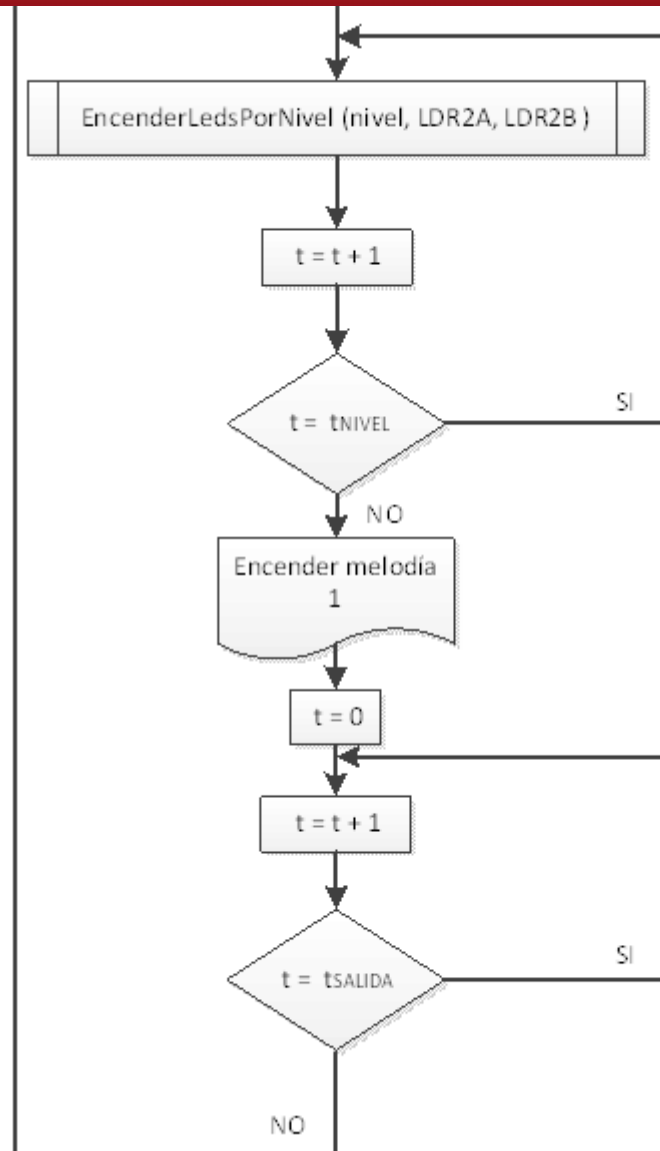 EncenderLedsPorNivel (nivel, LDR2A, LDR2B )
t = t + 1
t = tNIVEL
SI
NO
Encender melodía
1
t = 0
t = t + 1
t = tSALIDA
SI
NO